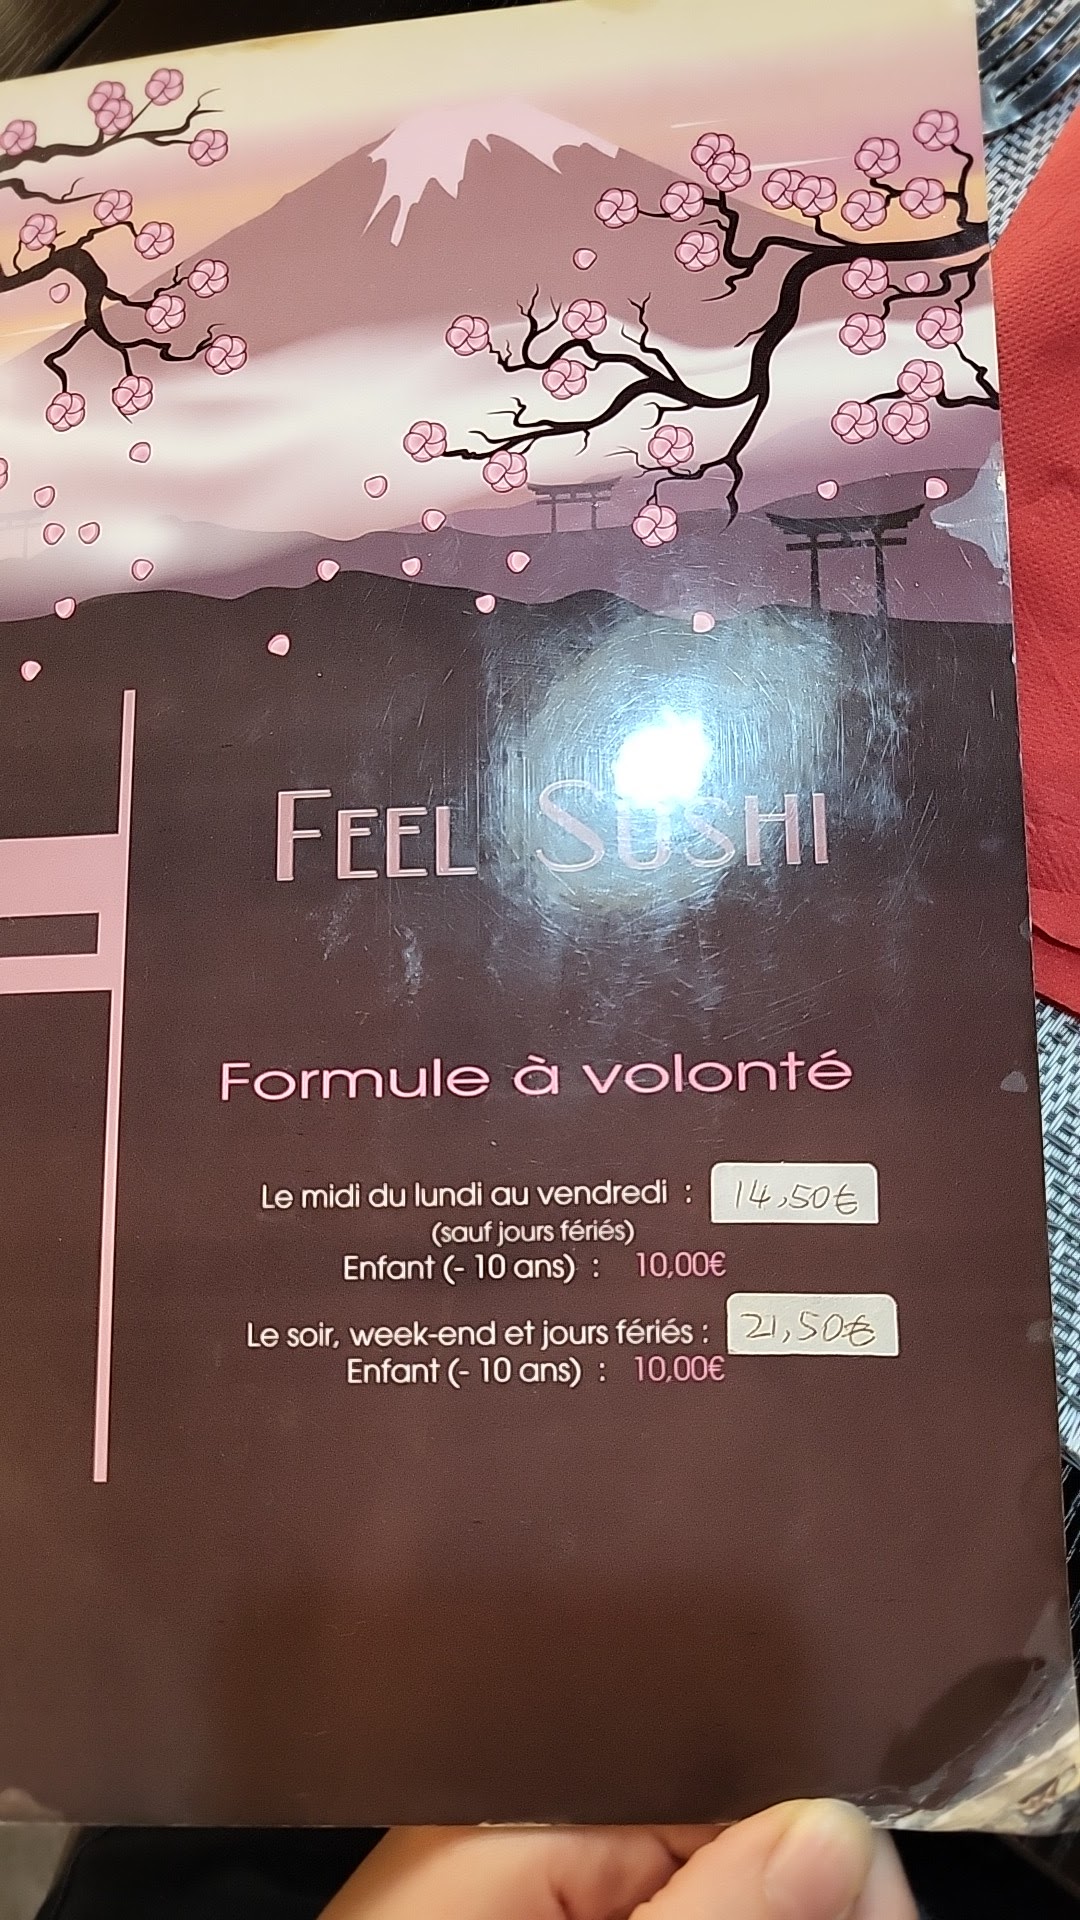 FEEL SUSHI
Formule à volonté
Le midi du lundi au vendredi : 14,50€
(sauf jours fériés)
Enfant (- 10 ans) : 10,00€
Le soir, week-end et jours fériés : 21,50€
Enfant (- 10 ans) : 10,00€